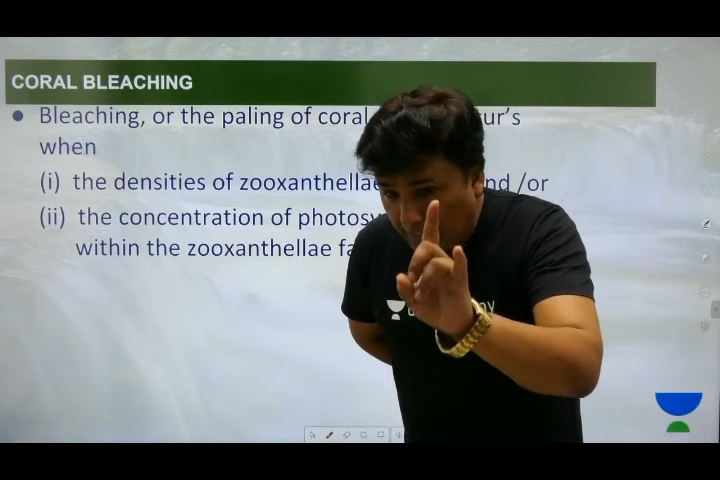 CORAL BLEACHING
● Bleaching, or the paling of coral ur's
when
(i) the densities of zooxanthellae nd /or
(ii) the concentration of photosy
within the zooxanthellae fa